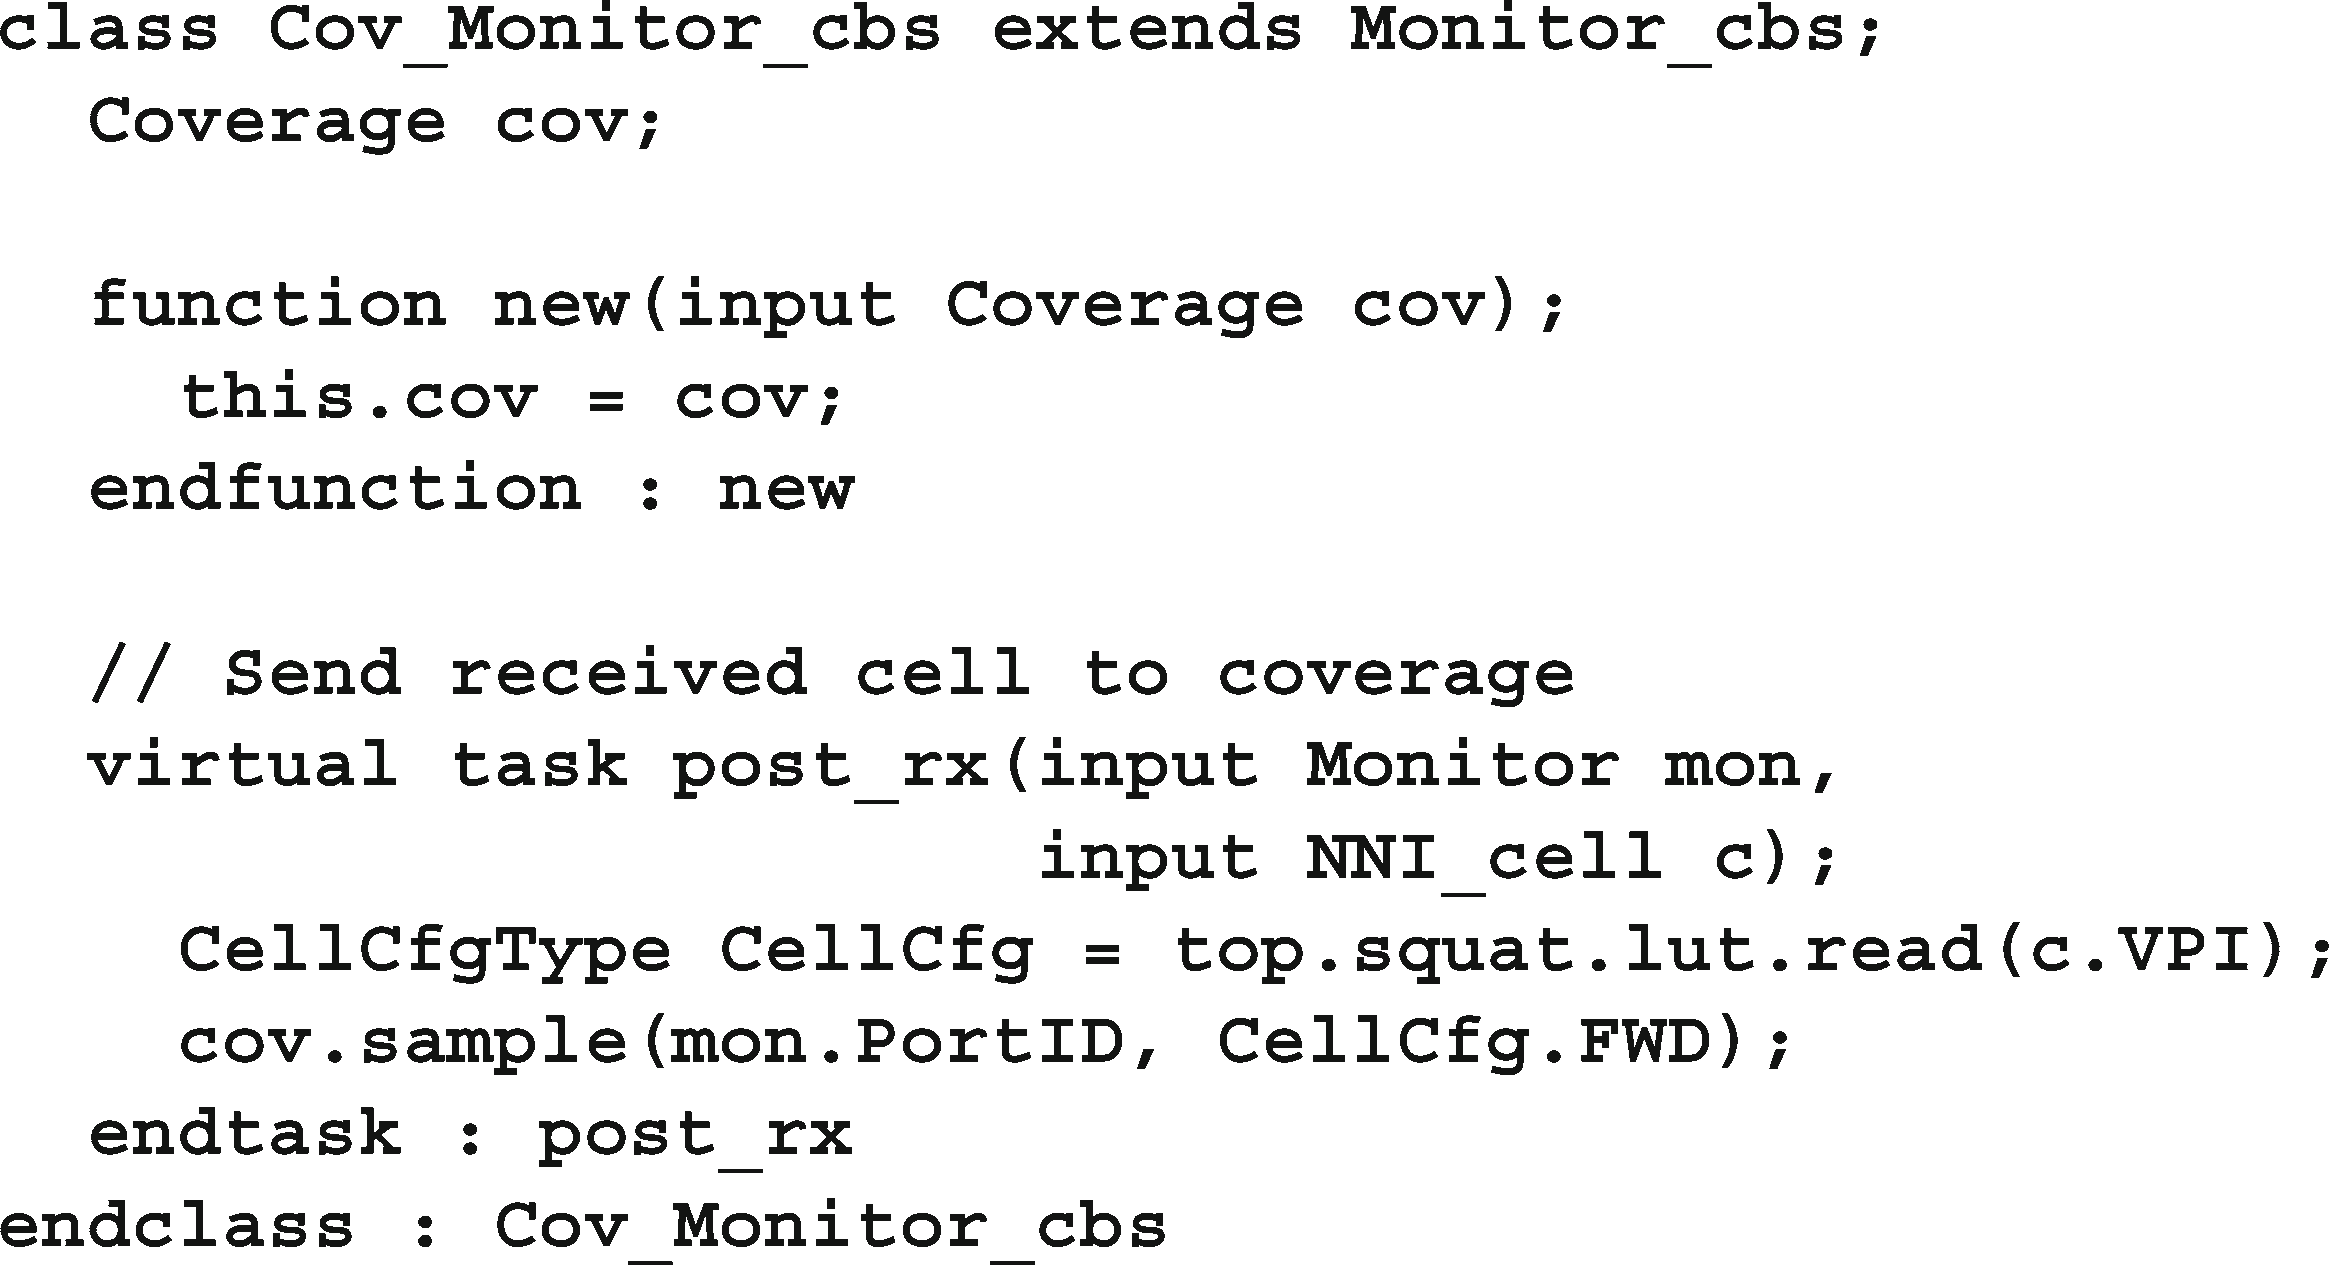 class Cov_Monitor_cbs extends Monitor_cbs;
  Coverage cov;

  function new(input Coverage cov);
    this.cov = cov;
  endfunction : new

  // Send received cell to coverage
  virtual task post_rx(input Monitor mon,
                       input NNI_cell c);
    CellCfgType CellCfg = top.squat.lut.read(c.VPI);
    cov.sample(mon.PortID, CellCfg.FWD);
  endtask : post_rx
endclass : Cov_Monitor_cbs